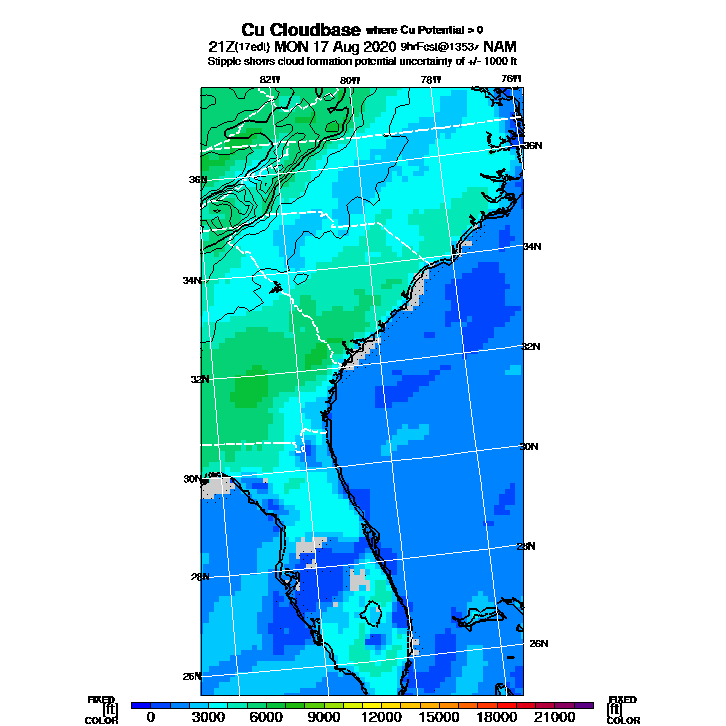 Cu Cloudbase where Cu Potential > 0
21Z(17edt) MON 17 Aug 2020 9hrFcst@1353z NAM
Stipple shows cloud formation potential uncertainty of +/- 1000 ft
82W 80W 78W 76W
36N
36N
34N
34N
32N
32N
30N
30N
28N
28N
26N
26N
FIXED [ft] COLOR
0 3000 6000 9000 12000 15000 18000 21000
FIXED [ft] COLOR